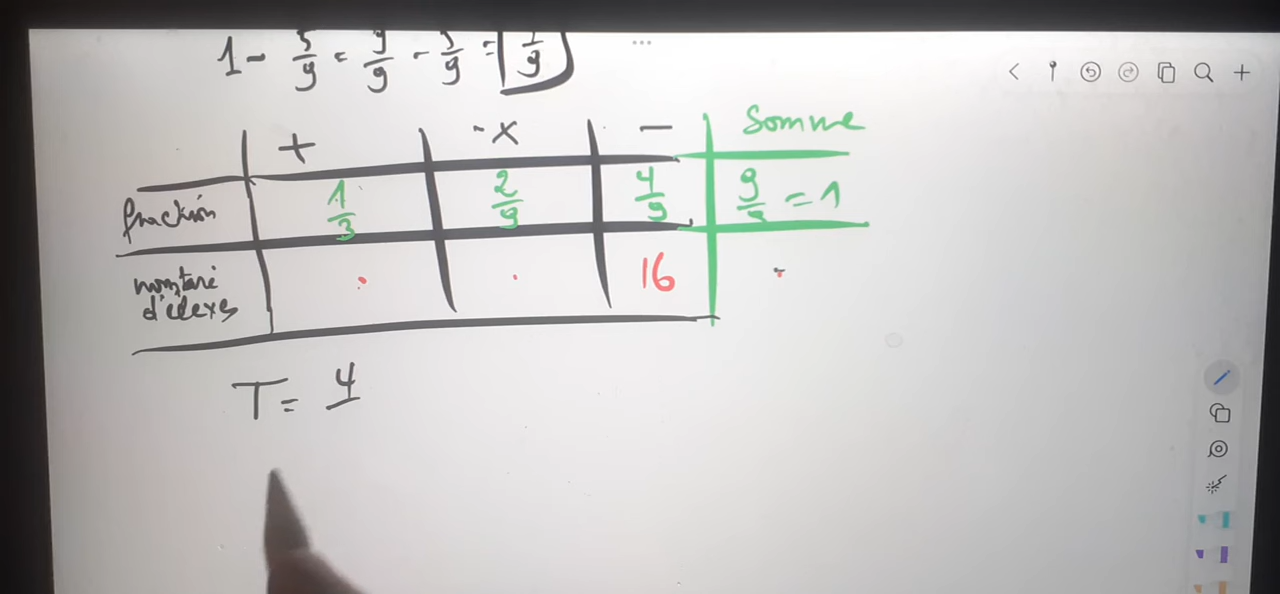 1 - 5/9 = 9/9 - 5/9 = 4/9
+ - x - Somme
fraction 1/3 2/9 4/9 9/9 = 1
d'élèves 16
T = 4